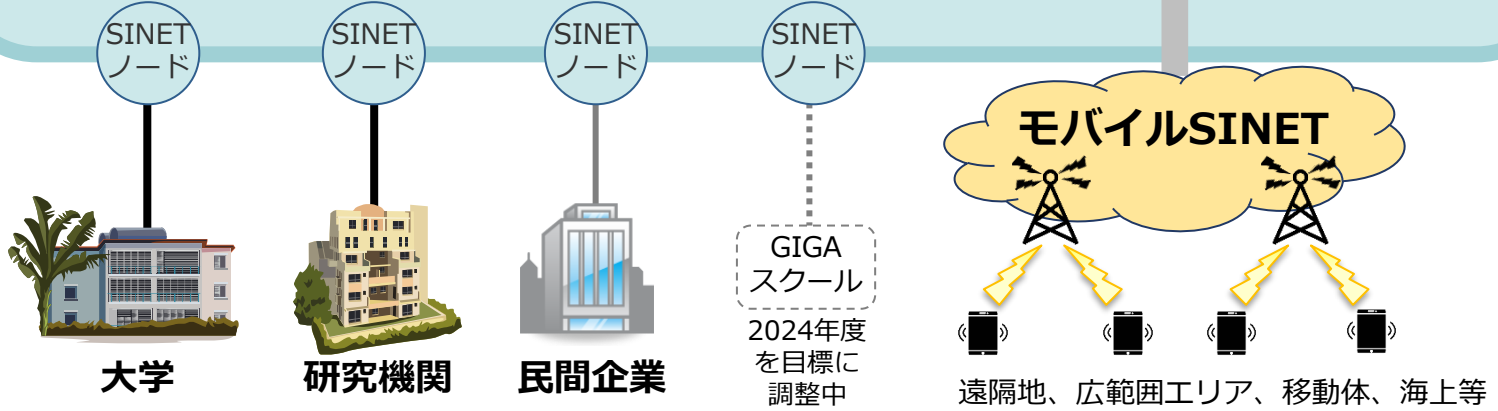 SINET
ノード
SINET
ノード
SINET
ノード
SINET
ノード
モバイルSINET
GIGA
スクール
2024年度
を目標に
調整中
大学
研究機関
民間企業
遠隔地、広範囲エリア、移動体、海上等